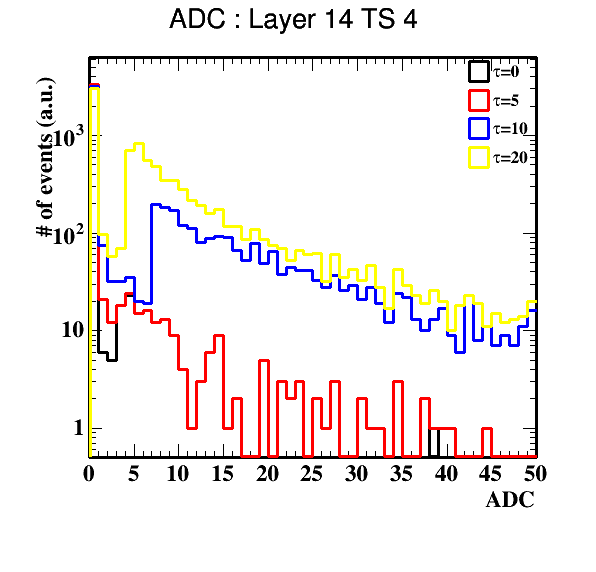 ADC : Layer 14 TS 4
# of events (a.u.)
10³
10²
10
1
τ=0
τ=5
τ=10
τ=20
0 5 10 15 20 25 30 35 40 45 50
ADC